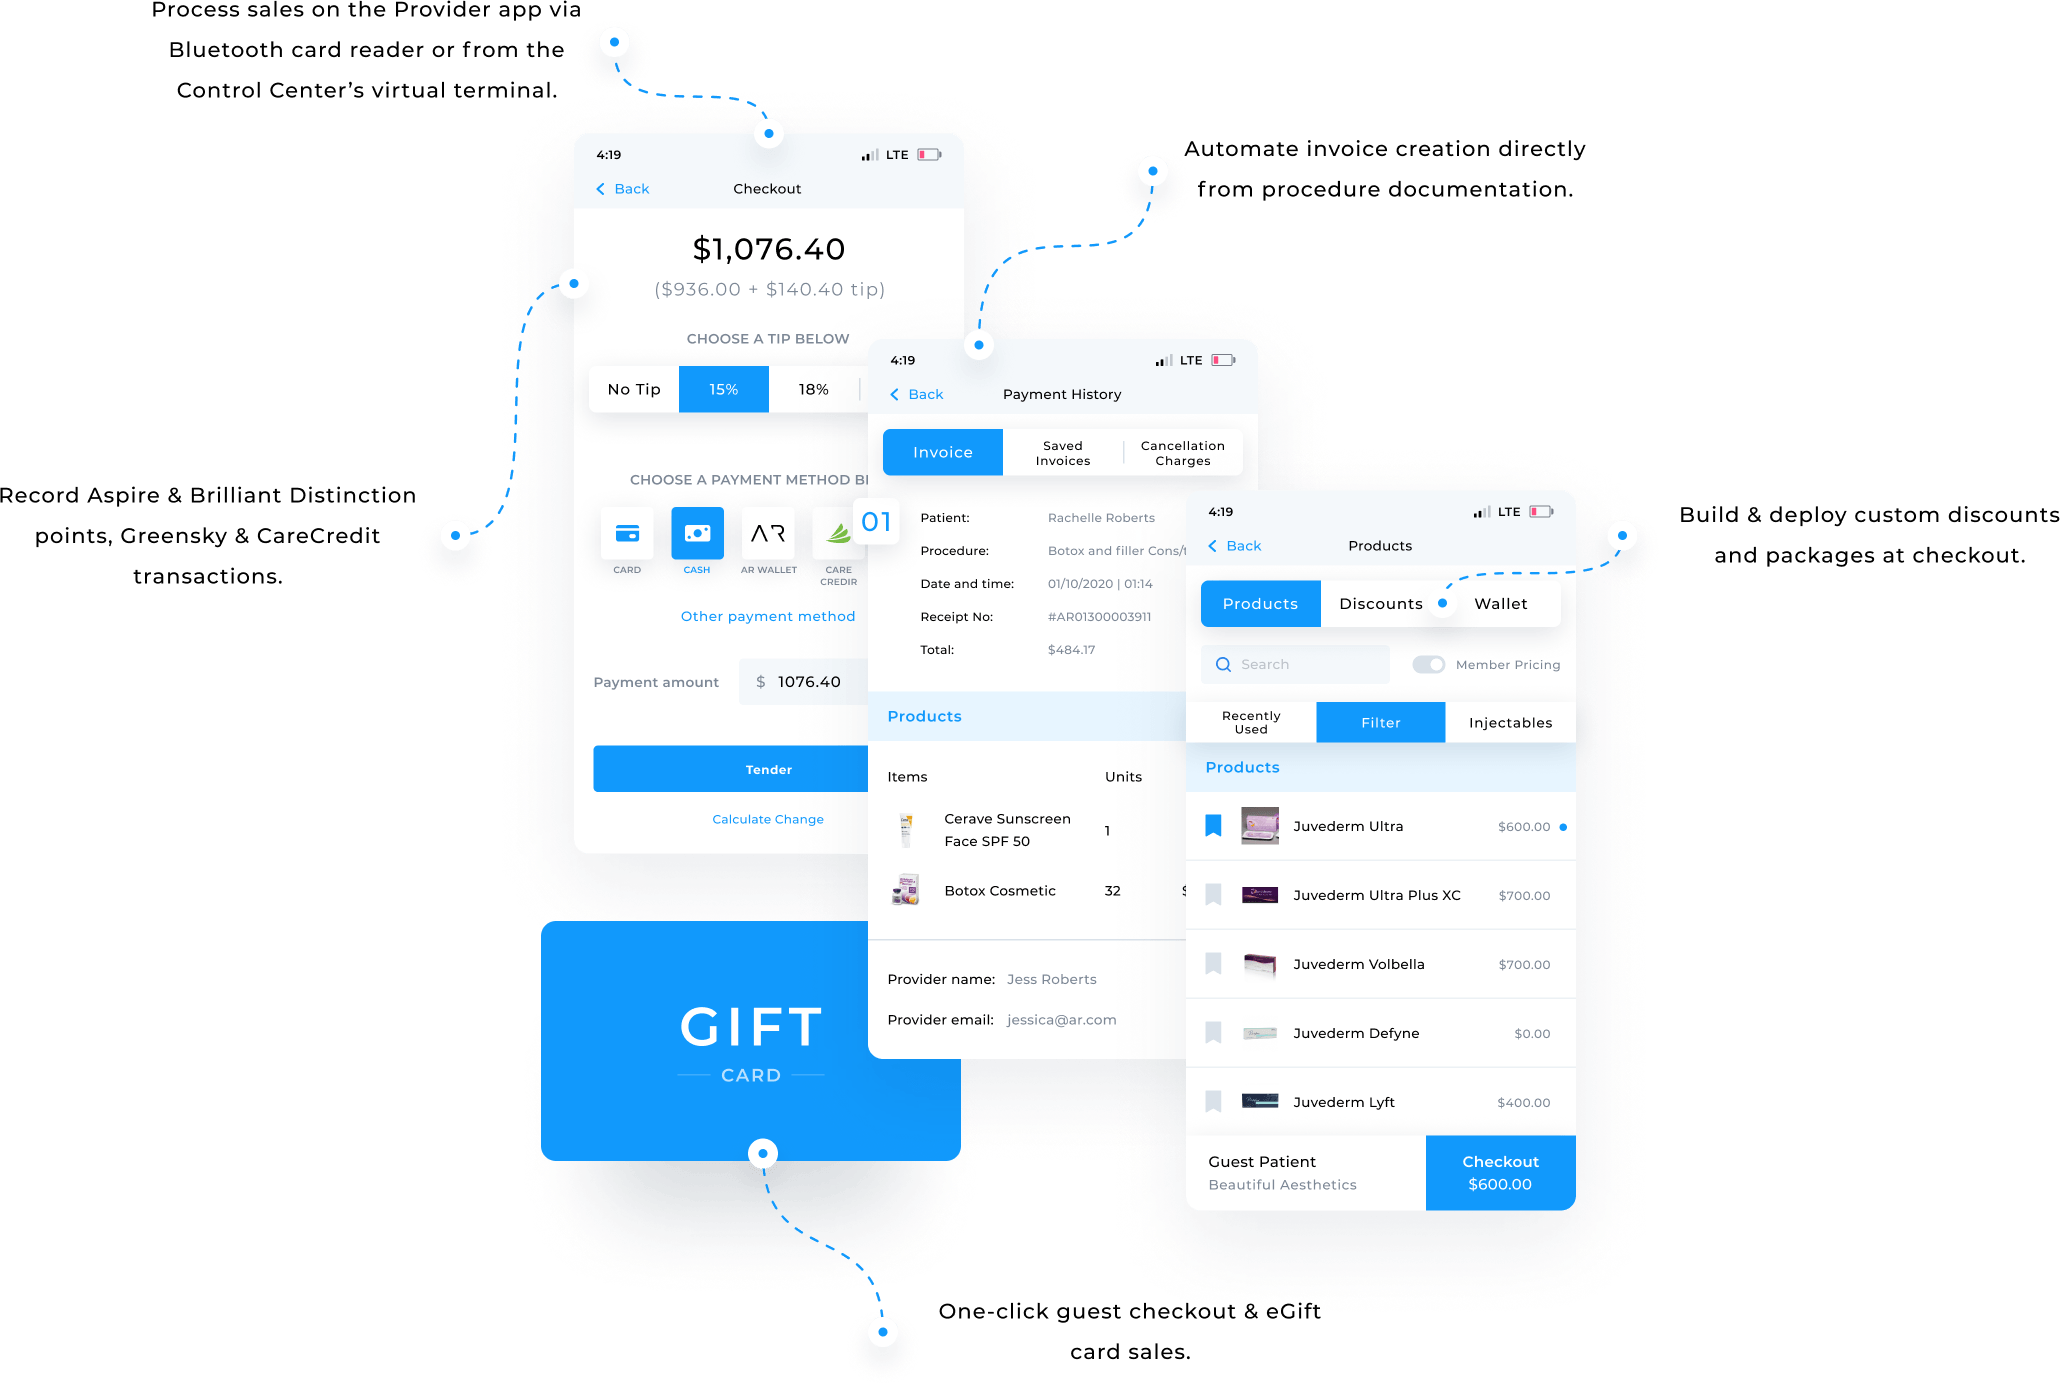 Process sales on the Provider app via
Bluetooth card reader or from the
Control Center’s virtual terminal.
Automate invoice creation directly
from procedure documentation.
Record Aspire & Brilliant Distinction
points, Greensky & CareCredit
transactions.
Build & deploy custom discounts
and packages at checkout.
One-click guest checkout & eGift
card sales.
4:19 LTE
Back Checkout
$1,076.40
($936.00 + $140.40 tip)
CHOOSE A TIP BELOW
No Tip 15% 18%
CHOOSE A PAYMENT METHOD BE
CARD CASH AR WALLET CARE
CREDIR
Other payment method
Payment amount $ 1076.40
Tender
Calculate Change
GIFT
CARD
4:19 LTE
Back Payment History
Invoice Saved Invoices Cancellation Charges
01
Patient: Rachelle Roberts
Procedure: Botox and filler Cons/t
Date and time: 01/10/2020 | 01:14
Receipt No: #AR01300003911
Total: $484.17
Products
Items Units
Cerave Sunscreen
Face SPF 50 1
Botox Cosmetic 32 $
Provider name: Jess Roberts
Provider email: jessica@ar.com
4:19 LTE
Back Products
Products Discounts Wallet
Search Member Pricing
Recently Used Filter Injectables
Products
Juvederm Ultra $600.00
Juvederm Ultra Plus XC $700.00
Juvederm Volbella $700.00
Juvederm Defyne $0.00
Juvederm Lyft $400.00
Guest Patient Checkout
Beautiful Aesthetics $600.00